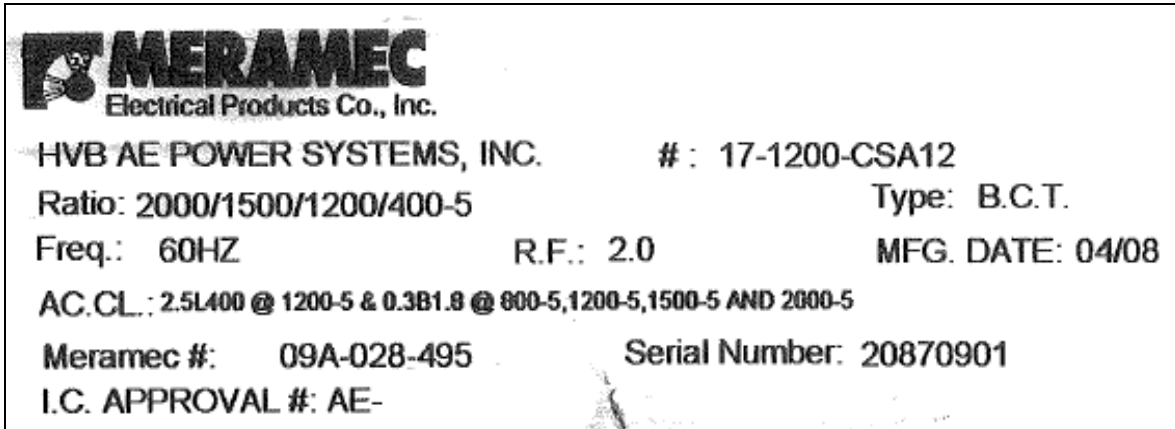 MERAMEC
Electrical Products Co., Inc.
HVB AE POWER SYSTEMS, INC. # : 17-1200-CSA12
Ratio: 2000/1500/1200/400-5 Type: B.C.T.
Freq.: 60HZ R.F.: 2.0 MFG. DATE: 04/08
AC.CL.: 2.5L400 @ 1200-5 & 0.3B1.8 @ 800-5,1200-5,1500-5 AND 2000-5
Meramec #: 09A-028-495 Serial Number: 20870901
I.C. APPROVAL #: AE-